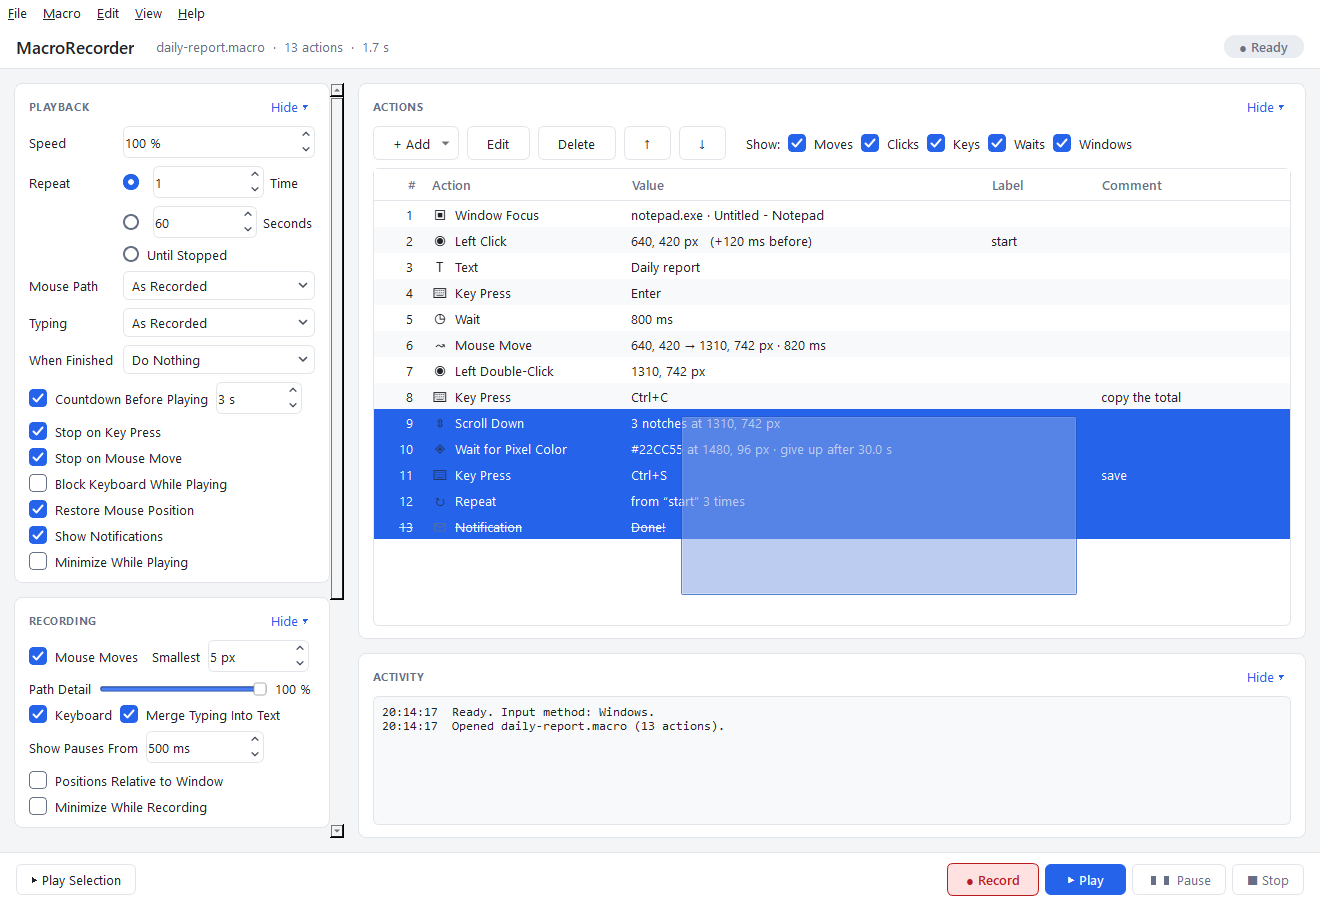 File Macro Edit View Help
MacroRecorder daily-report.macro · 13 actions · 1.7 s
● Ready
PLAYBACK Hide
Speed 100 %
Repeat 1 Time
60 Seconds
Until Stopped
Mouse Path As Recorded
Typing As Recorded
When Finished Do Nothing
Countdown Before Playing 3 s
Stop on Key Press
Stop on Mouse Move
Block Keyboard While Playing
Restore Mouse Position
Show Notifications
Minimize While Playing
RECORDING Hide
Mouse Moves Smallest 5 px
Path Detail 100 %
Keyboard Merge Typing Into Text
Show Pauses From 500 ms
Positions Relative to Window
Minimize While Recording
ACTIONS Hide
+ Add Edit Delete ↑ ↓ Show: Moves Clicks Keys Waits Windows
# Action Value Label Comment
1 Window Focus notepad.exe · Untitled - Notepad
2 Left Click 640, 420 px (+120 ms before) start
3 T Text Daily report
4 Key Press Enter
5 Wait 800 ms
6 Mouse Move 640, 420 → 1310, 742 px · 820 ms
7 Left Double-Click 1310, 742 px
8 Key Press Ctrl+C copy the total
9 Scroll Down 3 notches at 1310, 742 px
10 Wait for Pixel Color #22CC55 at 1480, 96 px · give up after 30.0 s
11 Key Press Ctrl+S save
12 Repeat from “start” 3 times
13 Notification Done!
ACTIVITY Hide
20:14:17 Ready. Input method: Windows.
20:14:17 Opened daily-report.macro (13 actions).
Play Selection ● Record Play Pause Stop